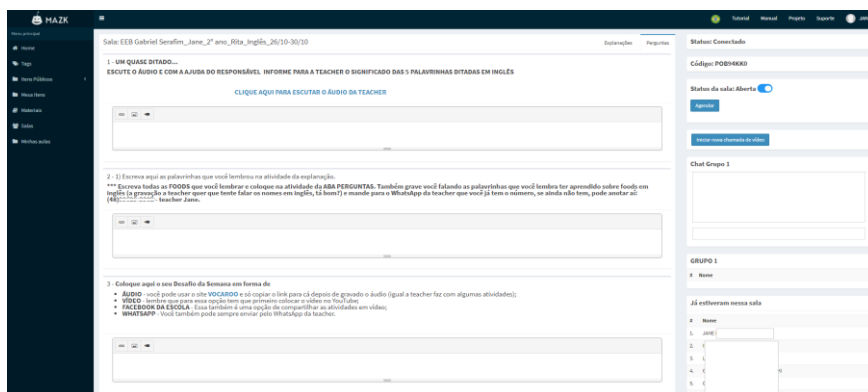 MAZK
Tutorial Manual Projeto Suporte
Menu principal
Home
Tags
Itens Públicos
Meus Itens
Materiais
Salas
Minhas aulas
Sala: EEB Gabriel Serafim_Jane_2° ano_Rita_Inglês_26/10-30/10
Explanações Perguntas
1 - UM QUASE DITADO...
ESCUTE O ÁUDIO E COM A AJUDA DO RESPONSÁVEL INFORME PARA A TEACHER O SIGNIFICADO DAS 5 PALAVRINHAS DITADAS EM INGLÊS
CLIQUE AQUI PARA ESCUTAR O ÁUDIO DA TEACHER
2 - 1) Escreva aqui as palavrinhas que você lembrou na atividade da explanação.
*** Escreva todas as FOODS que você lembrar e coloque na atividade da ABA PERGUNTAS. Também grave você falando as palavrinhas que você lembra ter aprendido sobre foods em
inglês (a gravação a teacher quer que tente falar os nomes em inglês, tá bom?) e mande para o WhatsApp da teacher que você já tem o número, se ainda não tem, pode anotar aí:
(48) - teacher Jane.
3 - Coloque aqui o seu Desafio da Semana em forma de
ÁUDIO - você pode usar o site VOCAROO e só copiar o link para cá depois de gravado o áudio (igual a teacher faz com algumas atividades);
VÍDEO - lembre que para essa opção tem que primeiro colocar o vídeo no YouTube;
FACEBOOK DA ESCOLA - Essa também é uma opção de compartilhar as atividades em vídeo;
WHATSAPP - Você também pode sempre enviar pelo WhatsApp da teacher.
Status: Conectado
Código: POB94KK0
Status da sala: Aberta
Agendar
Iniciar nova chamada de vídeo
Chat Grupo 1
GRUPO 1
# Nome
Já estiveram nessa sala
# Nome
1. JANE
2.
3. L
4.
5.